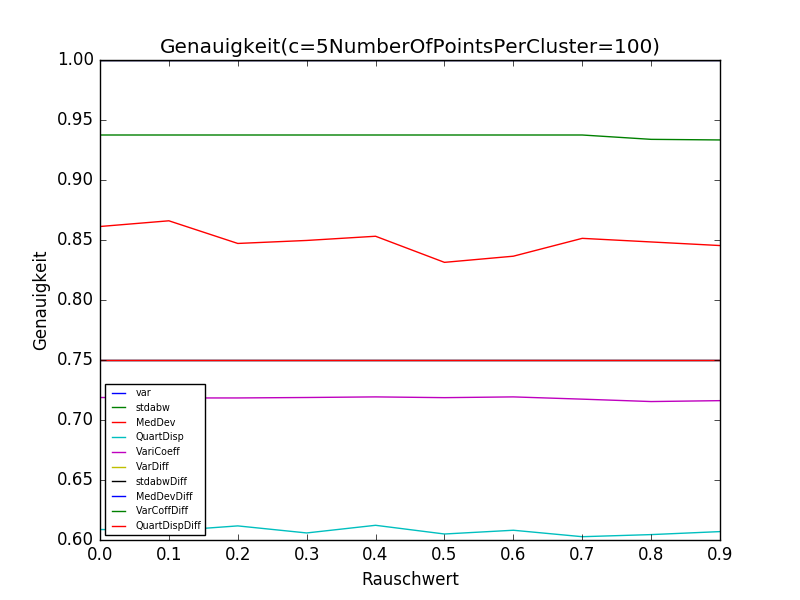 Genauigkeit(c=5NumberOfPointsPerCluster=100)
1.00
0.95
0.90
0.85
0.80
0.75
0.70
0.65
0.60
Genauigkeit
var
stdabw
MedDev
QuartDisp
VariCoeff
VarDiff
stdabwDiff
MedDevDiff
VarCoffDiff
QuartDispDiff
0.0 0.1 0.2 0.3 0.4 0.5 0.6 0.7 0.8 0.9
Rauschwert